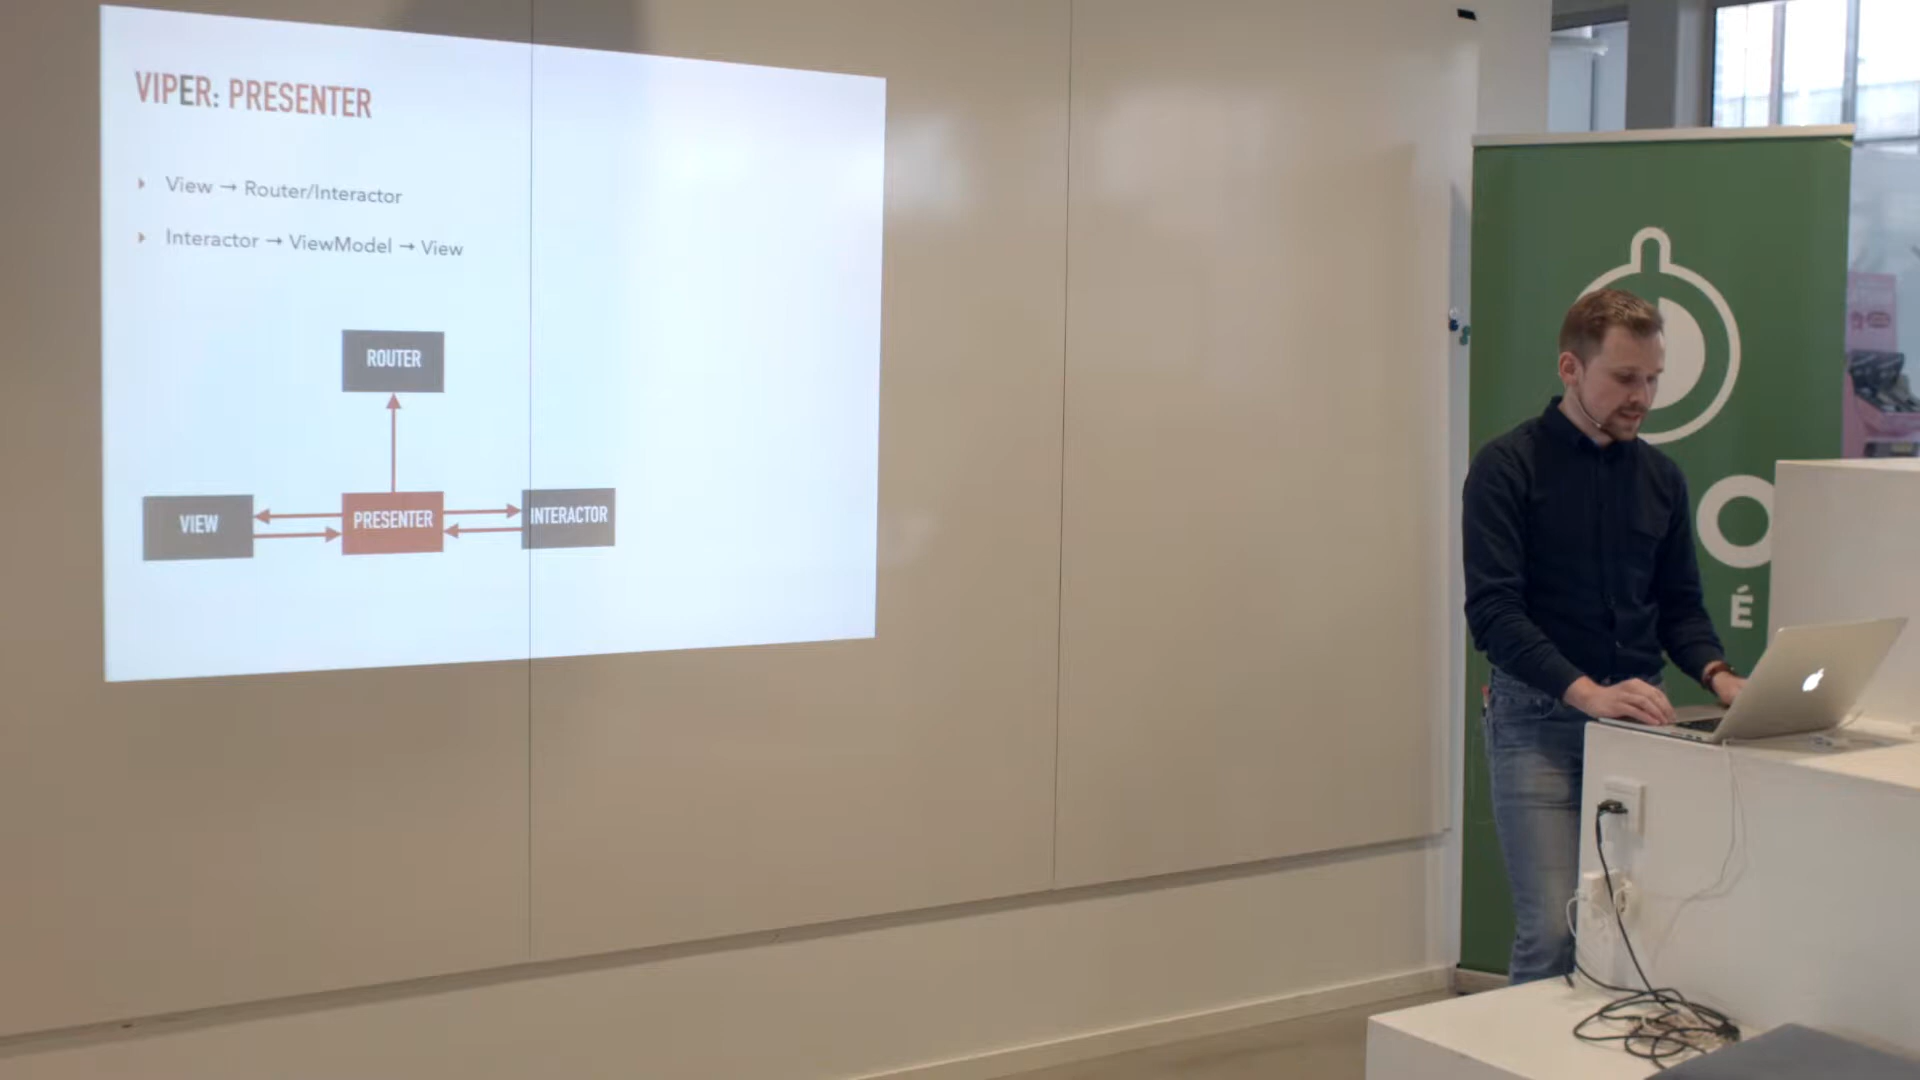 VIPER: PRESENTER
View → Router/Interactor
Interactor → ViewModel → View
ROUTER
VIEW
PRESENTER
INTERACTOR
O
É